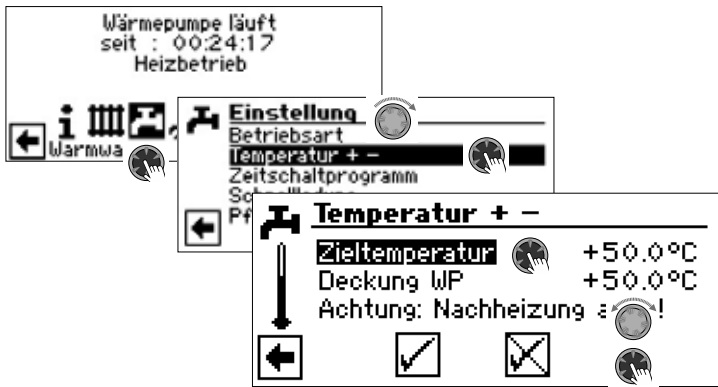 Wärmepumpe läuft
seit : 00:24:17
Heizbetrieb
Warmwa
Einstellung
Betriebsart
Temperatur + -
Zeitschaltprogramm
Temperatur + -
Zieltemperatur +50.0°C
Deckung WP +50.0°C
Achtung: Nachheizung a !